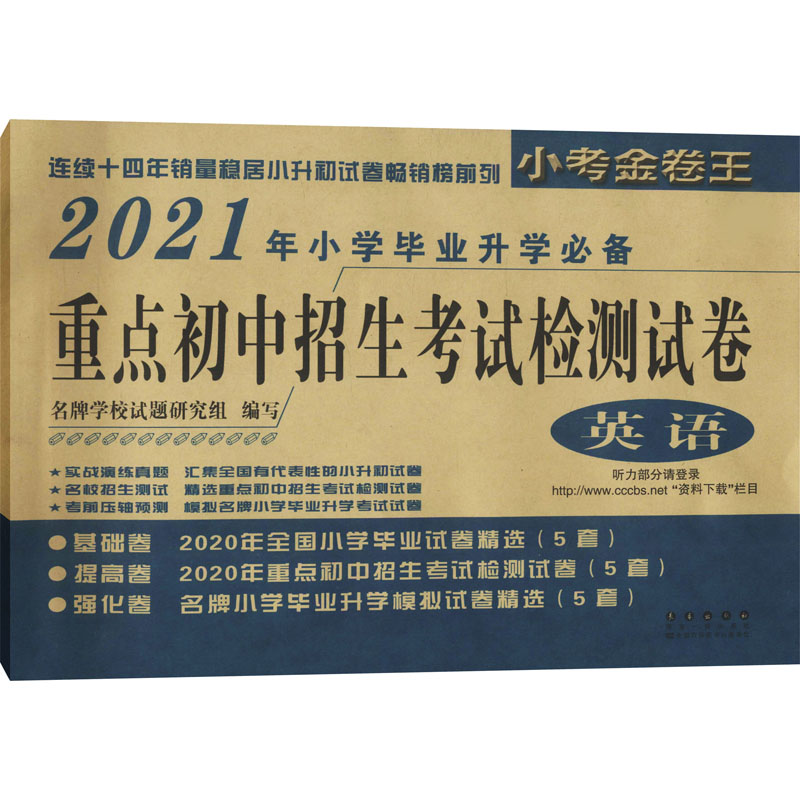 连续十四年销量稳居小升初试卷畅销榜前列
小考金卷王
2021年小学毕业升学必备
重点初中招生考试检测试卷
名牌学校试题研究组 编写
英语
★实战演练真题 汇集全国有代表性的小升初试卷
★名校招生测试 精选重点初中招生考试检测试卷
★考前压轴预测 模拟名牌小学毕业升学考试试卷
听力部分请登录
http://www.cccbs.net "资料下载"栏目
●基础卷 2020年全国小学毕业试卷精选(5套)
●提高卷 2020年重点初中招生考试检测试卷(5套)
●强化卷 名牌小学毕业升学模拟试卷精选(5套)
长春出版社